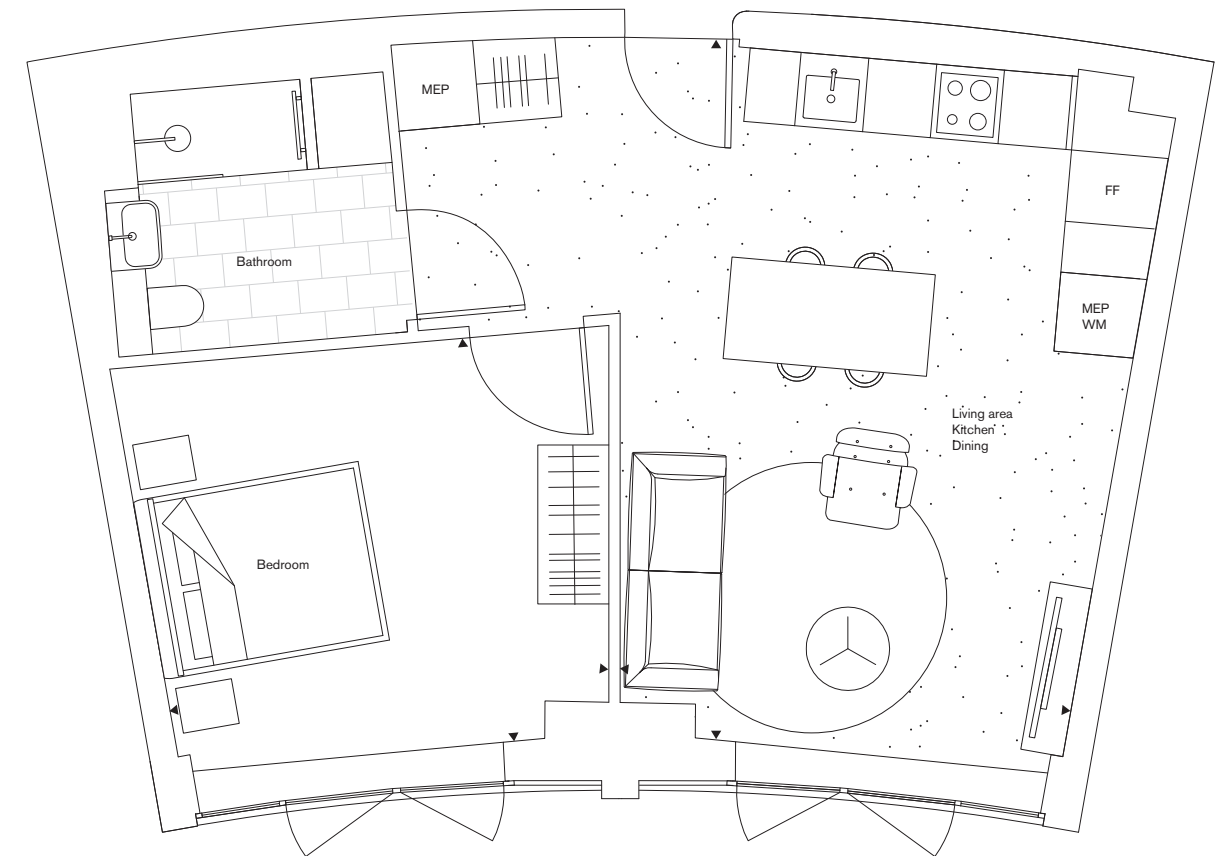 MEP
FF
Bathroom
MEP
WM
Living area
Kitchen
Dining
Bedroom